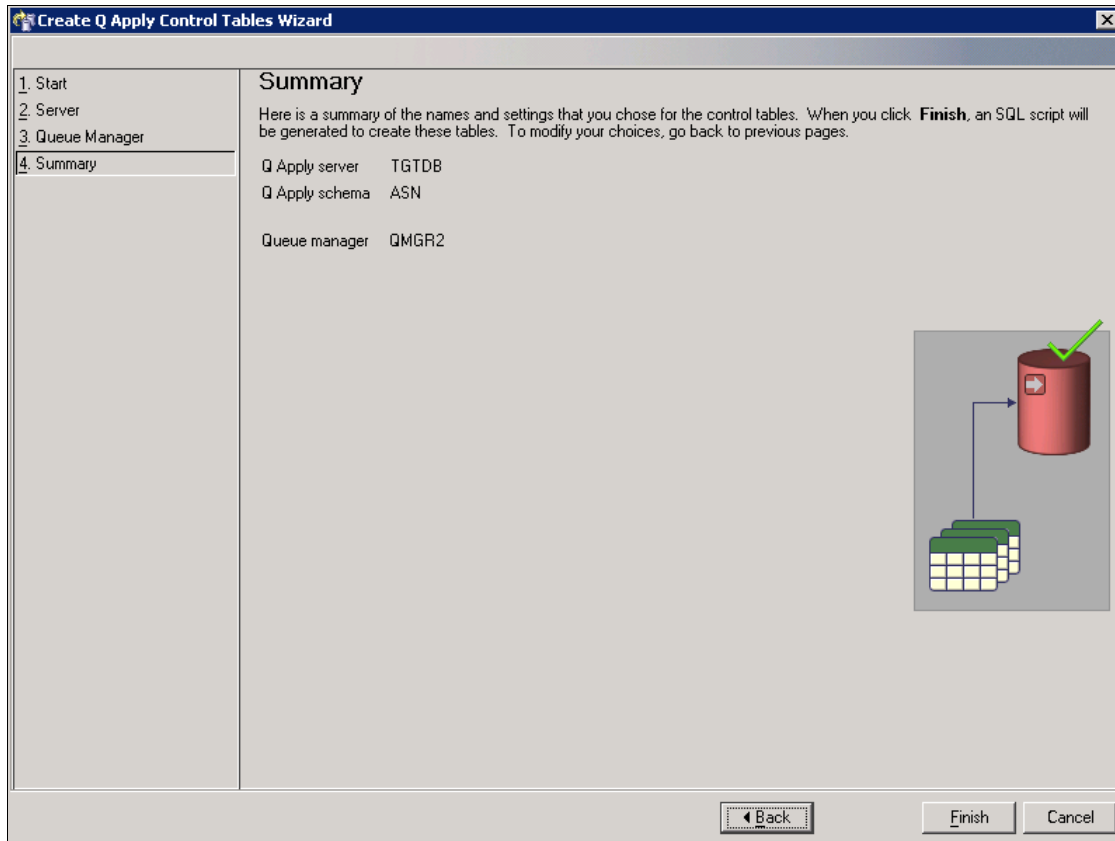 Create Q Apply Control Tables Wizard
1. Start
2. Server
3. Queue Manager
4. Summary
Summary
Here is a summary of the names and settings that you chose for the control tables. When you click Finish, an SQL script will
be generated to create these tables. To modify your choices, go back to previous pages.
Q Apply server TGTDB
Q Apply schema ASN
Queue manager QMGR2
Back
Finish
Cancel